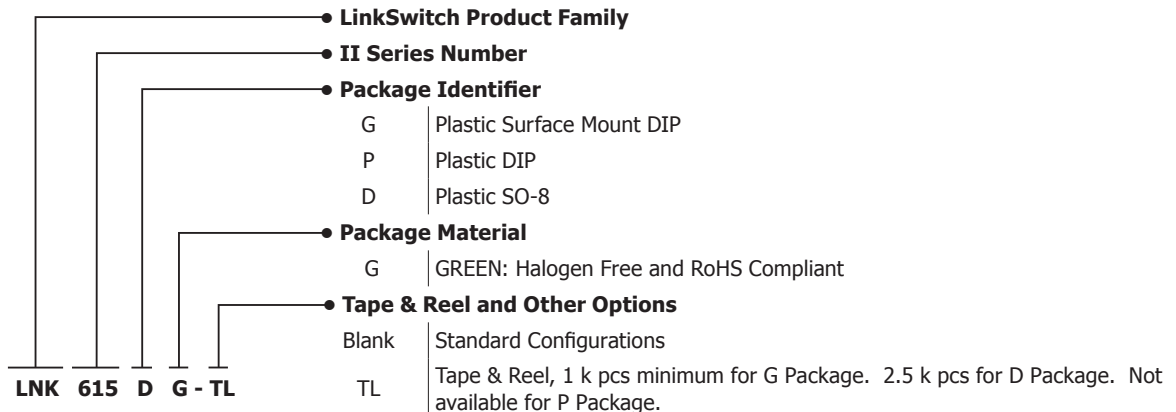 LinkSwitch Product Family
II Series Number
Package Identifier
G Plastic Surface Mount DIP
P Plastic DIP
D Plastic SO-8
Package Material
G GREEN: Halogen Free and RoHS Compliant
Tape & Reel and Other Options
Blank Standard Configurations
TL Tape & Reel, 1 k pcs minimum for G Package. 2.5 k pcs for D Package. Not
available for P Package.
LNK 615 D G - TL